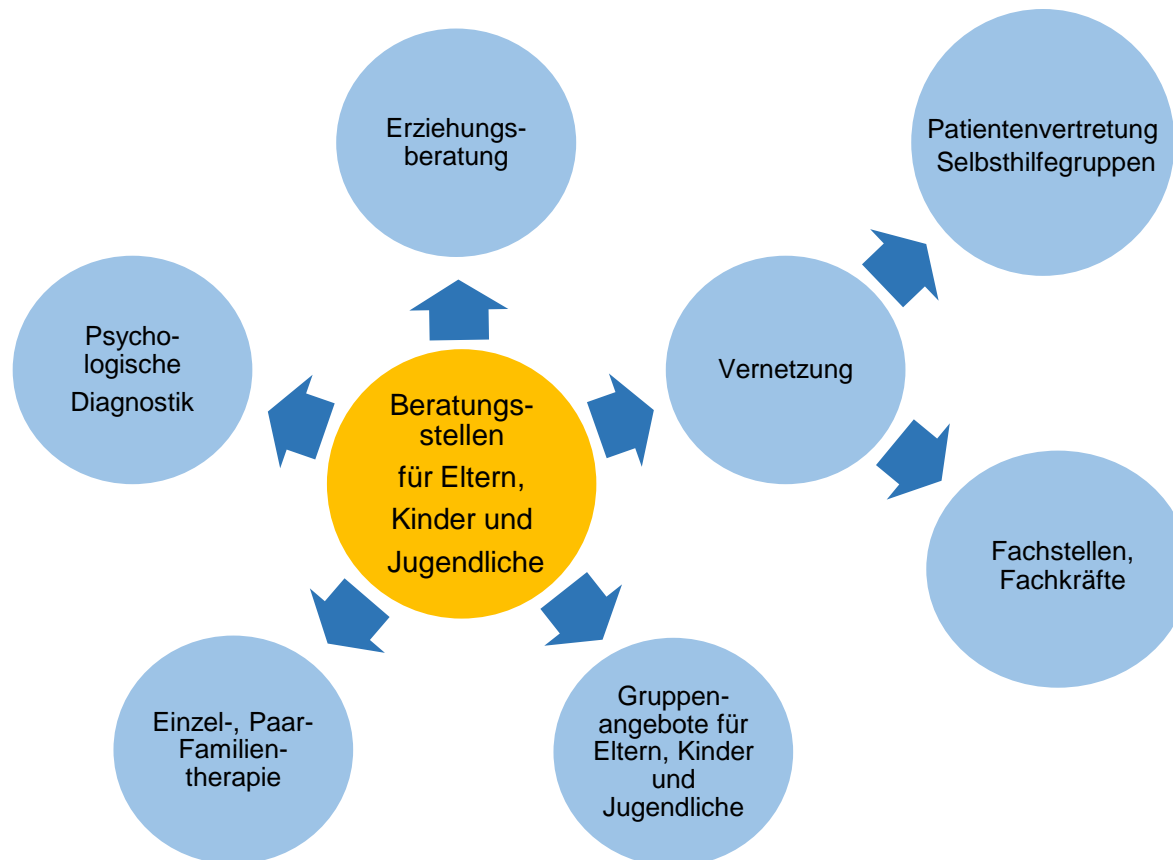 Erziehungs-
beratung
Patientenvertretung
Selbsthilfegruppen
Psycho-
logische
Diagnostik
Vernetzung
Beratungs-
stellen
für Eltern,
Kinder und
Jugendliche
Fachstellen,
Fachkräfte
Einzel-, Paar-
Familien-
therapie
Gruppen-
angebote für
Eltern, Kinder
und
Jugendliche